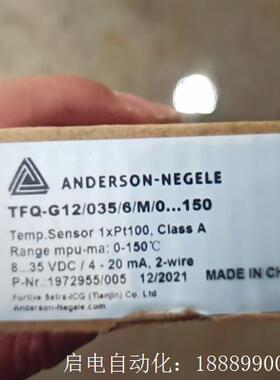 ANDERSON-NEGELE
TFQ-G12/035/6/M/0...150
Temp.Sensor 1xPt100, Class A
Range mpu-ma: 0-150℃
8...35 VDC / 4 - 20 mA, 2-wire
P-Nr.:1972955/005 12/2021 MADE IN CH
Fortive Setra-ICG (Tianjin) Co. Ltd
Anderson-Negele.com
启电自动化：1888990